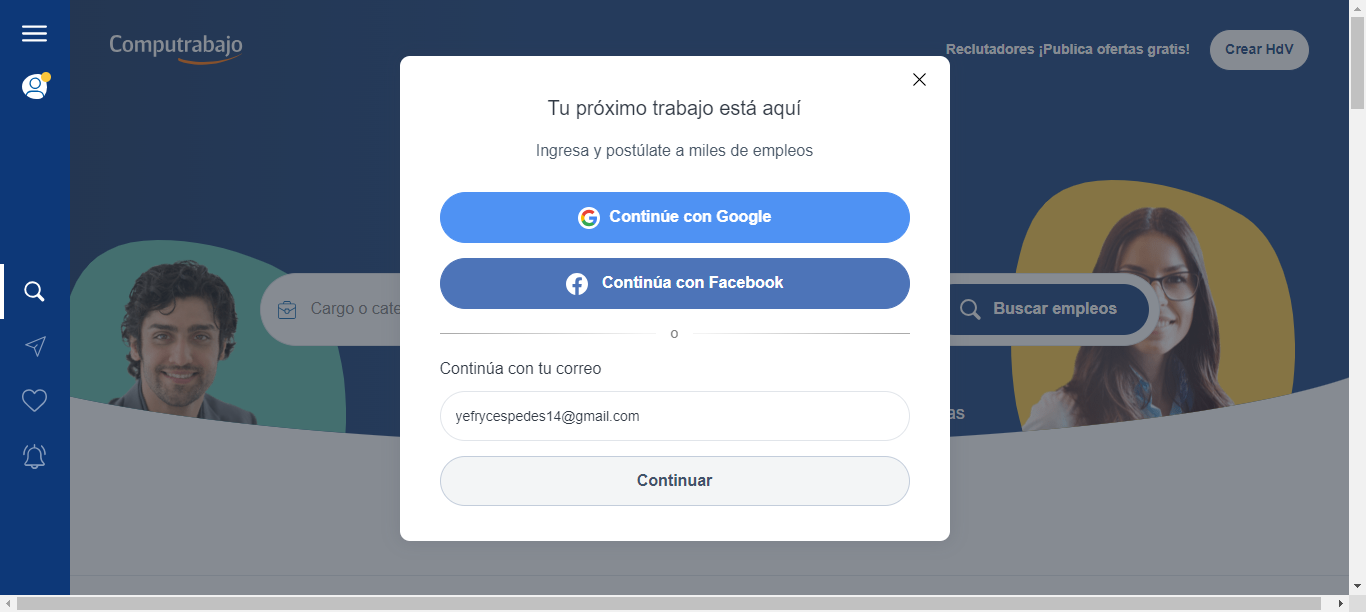 Computrabajo
Reclutadores ¡Publica ofertas gratis!
Crear HdV
Tu próximo trabajo está aquí
Ingresa y postúlate a miles de empleos
Continúe con Google
Continúa con Facebook
Cargo o cate
Buscar empleos
o
Continúa con tu correo
yefrycespedes14@gmail.com
as
Continuar